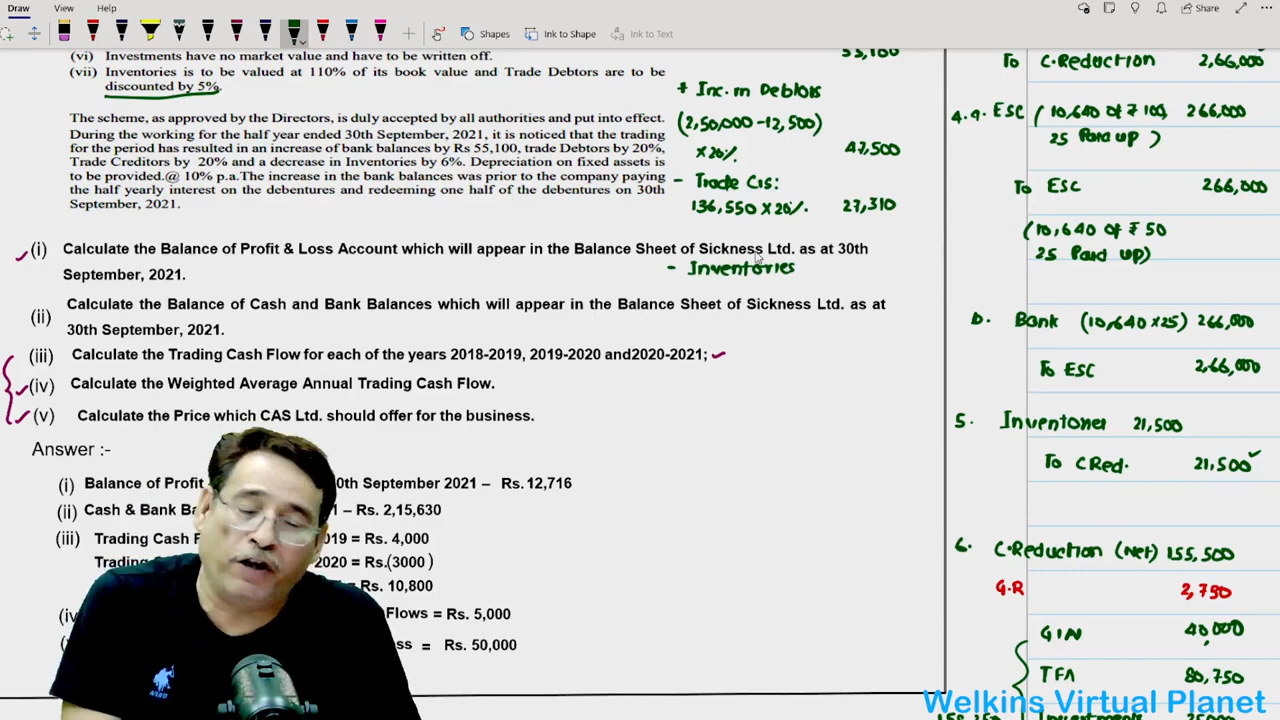 Draw View Help
Share
Shapes Ink to Shape Ink to Text
(vi) Investments have no market value and have to be written off.
(vii) Inventories is to be valued at 110% of its book value and Trade Debtors are to be
discounted by 5%.
The scheme, as approved by the Directors, is duly accepted by all authorities and put into effect.
During the working for the half year ended 30th September, 2021, it is noticed that the trading
for the period has resulted in an increase of bank balances by Rs 55,100, trade Debtors by 20%,
Trade Creditors by 20% and a decrease in Inventories by 6%. Depreciation on fixed assets is
to be provided.@ 10% p.a.The increase in the bank balances was prior to the company paying
the half yearly interest on the debentures and redeeming one half of the debentures on 30th
September, 2021.
55,100
+ Inc. in Debtors
(2,50,000 - 12,500)
x 20% 47,500
- Trade Crs:
136,550 x 20% 27,310
- Inventories
(i) Calculate the Balance of Profit & Loss Account which will appear in the Balance Sheet of Sickness Ltd. as at 30th
September, 2021.
(ii) Calculate the Balance of Cash and Bank Balances which will appear in the Balance Sheet of Sickness Ltd. as at
30th September, 2021.
(iii) Calculate the Trading Cash Flow for each of the years 2018-2019, 2019-2020 and2020-2021;
(iv) Calculate the Weighted Average Annual Trading Cash Flow.
(v) Calculate the Price which CAS Ltd. should offer for the business.
Answer :-
(i) Balance of Profit 0th September 2021 – Rs. 12,716
(ii) Cash & Bank Ba 1 – Rs. 2,15,630
(iii) Trading Cash F 019 = Rs. 4,000
Trading 2020 = Rs.(3000 )
= Rs. 10,800
(iv Flows = Rs. 5,000
ss = Rs. 50,000
To C.Reduction 2,66,000
4.a. ESC (10,640 of ₹ 100, 266,000
25 Paid up )
To ESC 266,000
(10,640 of ₹ 50
25 Paid up)
D. Bank (10,640 x 25) 266,000
To ESC 2,66,000
5. Inventories 21,500
To C Red. 21,500
6. C.Reduction (Net) 155,500
G.R 2,750
G/N 40,000
TFA 80,750
Welkins Virtual Planet